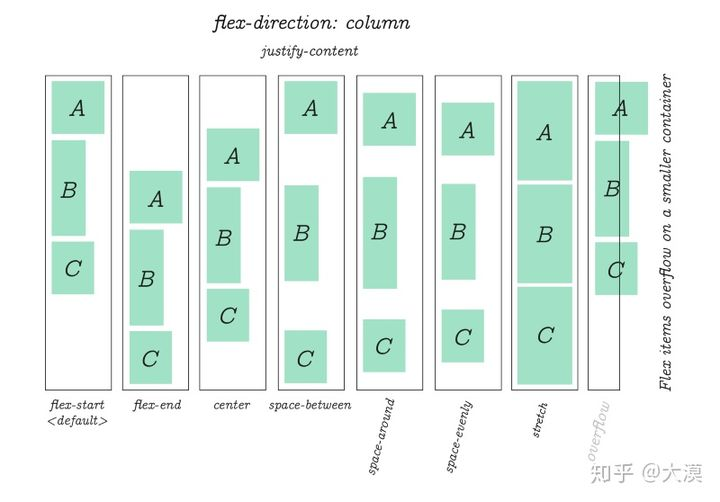 flex-direction: column
justify-content
A
B
C
A
B
C
A
B
C
A
B
C
A
B
C
A
B
C
A
B
C
A
B
C
flex-start
<default>
flex-end
center
space-between
space-around
space-evenly
stretch
overflow
Flex items overflow on a smaller container
知乎 @大漠